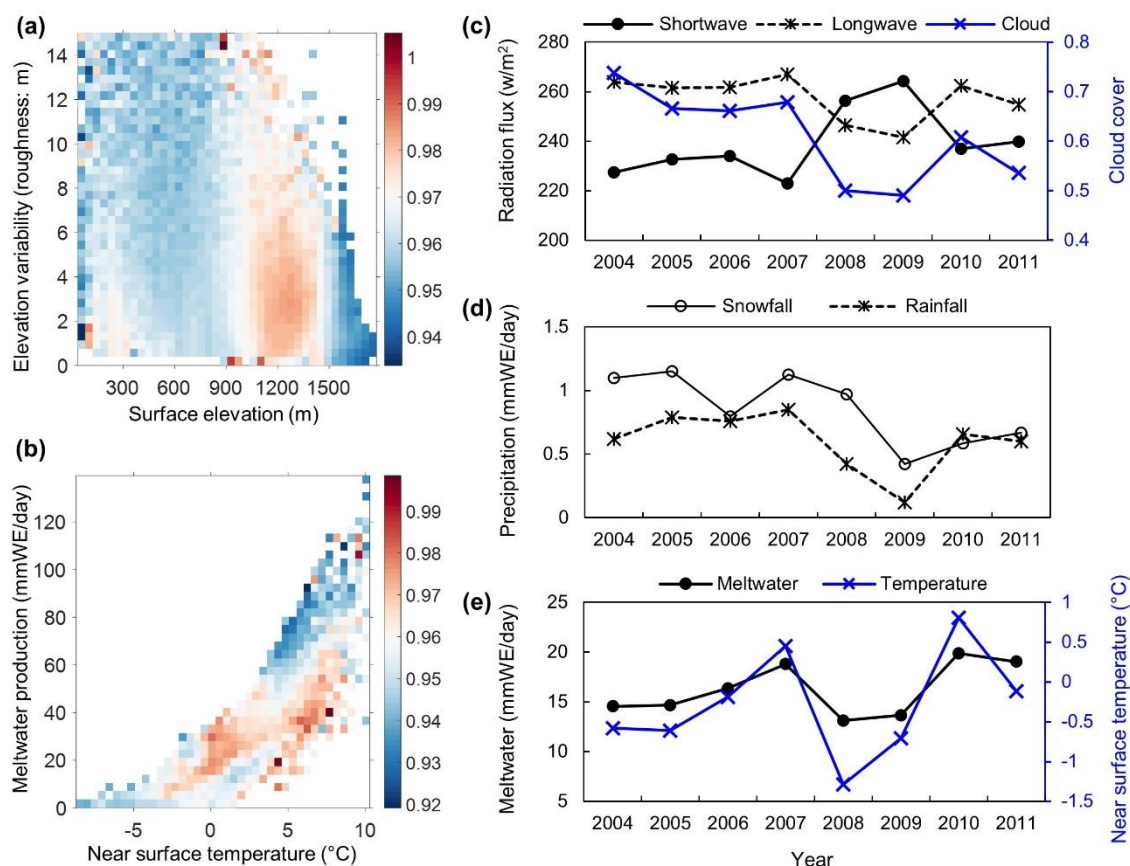 (a)
Elevation variability (roughness: m)
14
12
10
8
6
4
2
0
300 600 900 1200 1500
Surface elevation (m)
1
0.99
0.98
0.97
0.96
0.95
0.94
(b)
Meltwater production (mmWE/day)
120
100
80
60
40
20
0
-5 0 5 10
Near surface temperature (°C)
0.99
0.98
0.97
0.96
0.95
0.94
0.93
0.92
(c)
Shortwave Longwave Cloud
Radiation flux (w/m²)
280
260
240
220
200
0.8
0.7
0.6
0.5
0.4
Cloud cover
2004 2005 2006 2007 2008 2009 2010 2011
(d)
Snowfall Rainfall
Precipitation (mmWE/day)
1.5
1
0.5
0
2004 2005 2006 2007 2008 2009 2010 2011
(e)
Meltwater Temperature
Meltwater (mmWE/day)
25
20
15
10
5
1
0.5
0
-0.5
-1
-1.5
Near surface temperature (°C)
2004 2005 2006 2007 2008 2009 2010 2011
Year